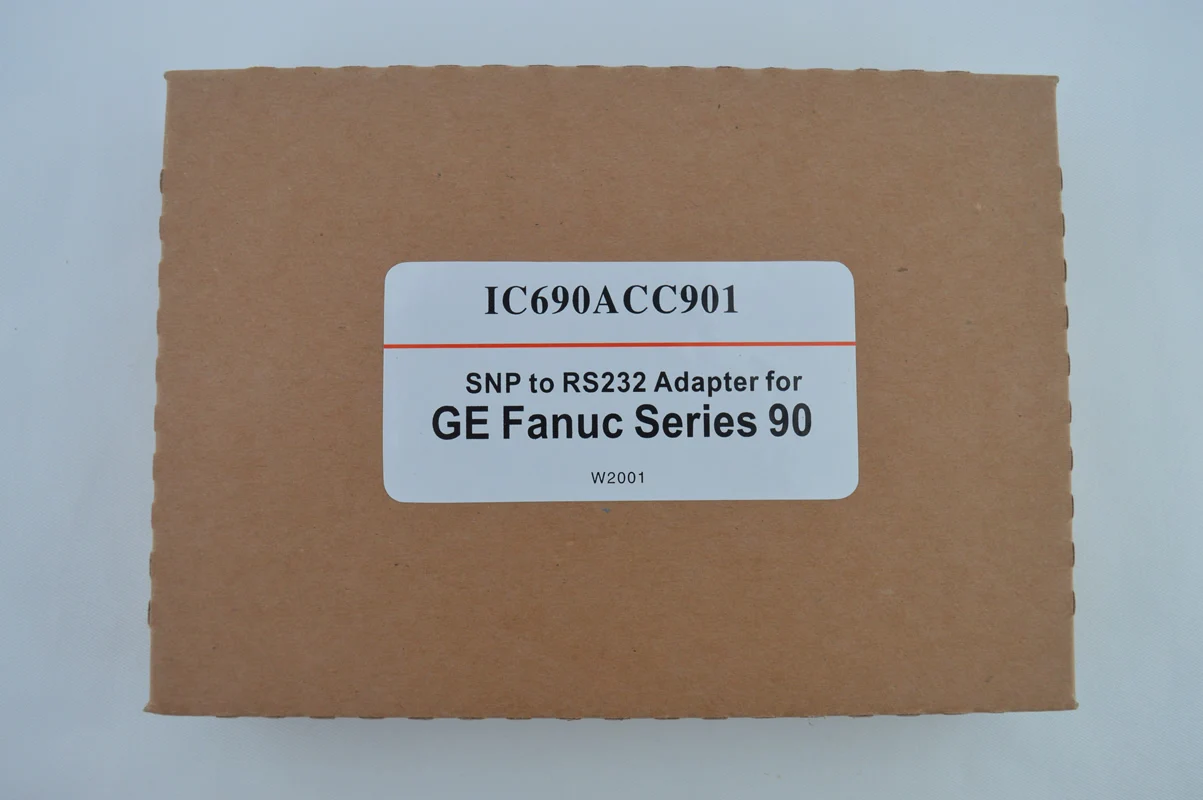 IC690ACC901
SNP to RS232 Adapter for
GE Fanuc Series 90
W2001